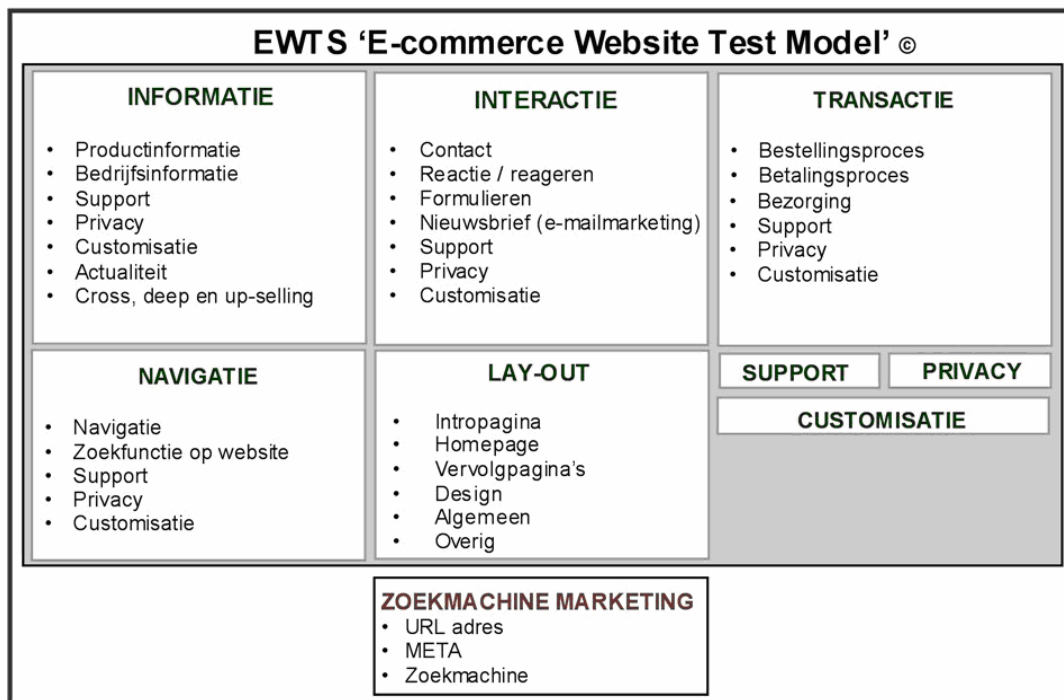 EWTS ‘E-commerce Website Test Model’ ©
INFORMATIE
• Productinformatie
• Bedrijfsinformatie
• Support
• Privacy
• Customisatie
• Actualiteit
• Cross, deep en up-selling
INTERACTIE
• Contact
• Reactie / reageren
• Formulieren
• Nieuwsbrief (e-mailmarketing)
• Support
• Privacy
• Customisatie
TRANSACTIE
• Bestellingsproces
• Betalingsproces
• Bezorging
• Support
• Privacy
• Customisatie
NAVIGATIE
• Navigatie
• Zoekfunctie op website
• Support
• Privacy
• Customisatie
LAY-OUT
• Intropagina
• Homepage
• Vervolgpagina’s
• Design
• Algemeen
• Overig
SUPPORT
PRIVACY
CUSTOMISATIE
ZOEKMACHINE MARKETING
• URL adres
• META
• Zoekmachine